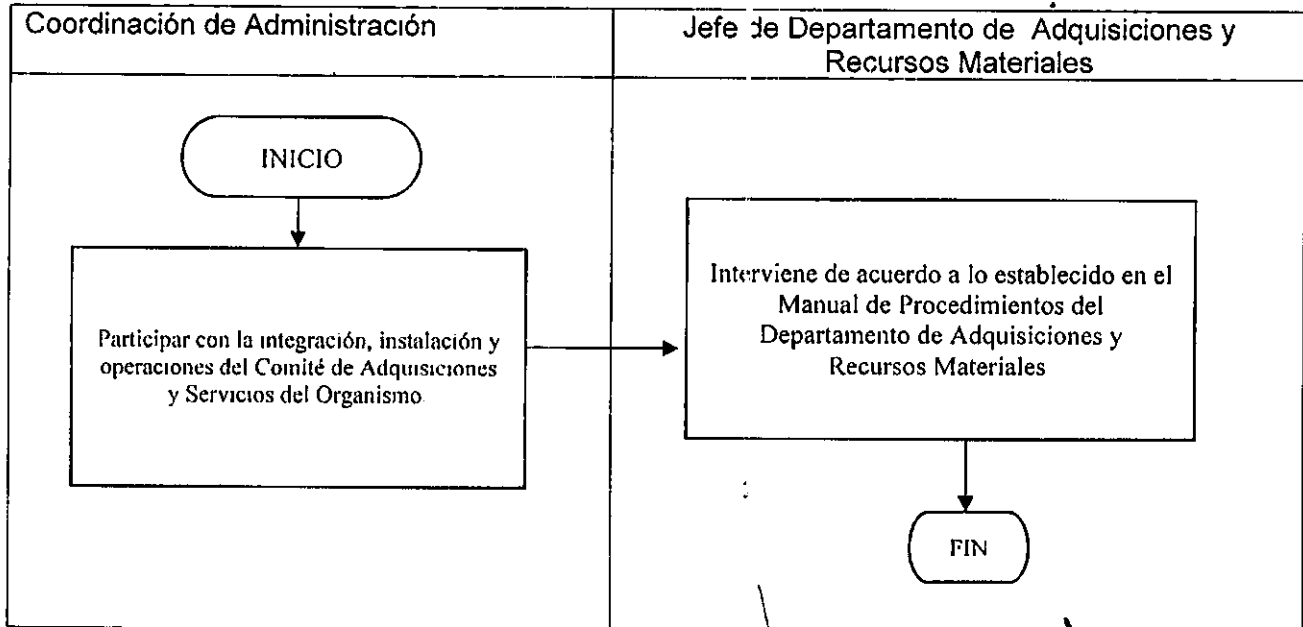 Coordinación de Administración
Jefe de Departamento de Adquisiciones y
Recursos Materiales
INICIO
Participar con la integración, instalación y
operaciones del Comité de Adquisiciones
y Servicios del Organismo.
Interviene de acuerdo a lo establecido en el
Manual de Procedimientos del
Departamento de Adquisiciones y
Recursos Materiales
FIN